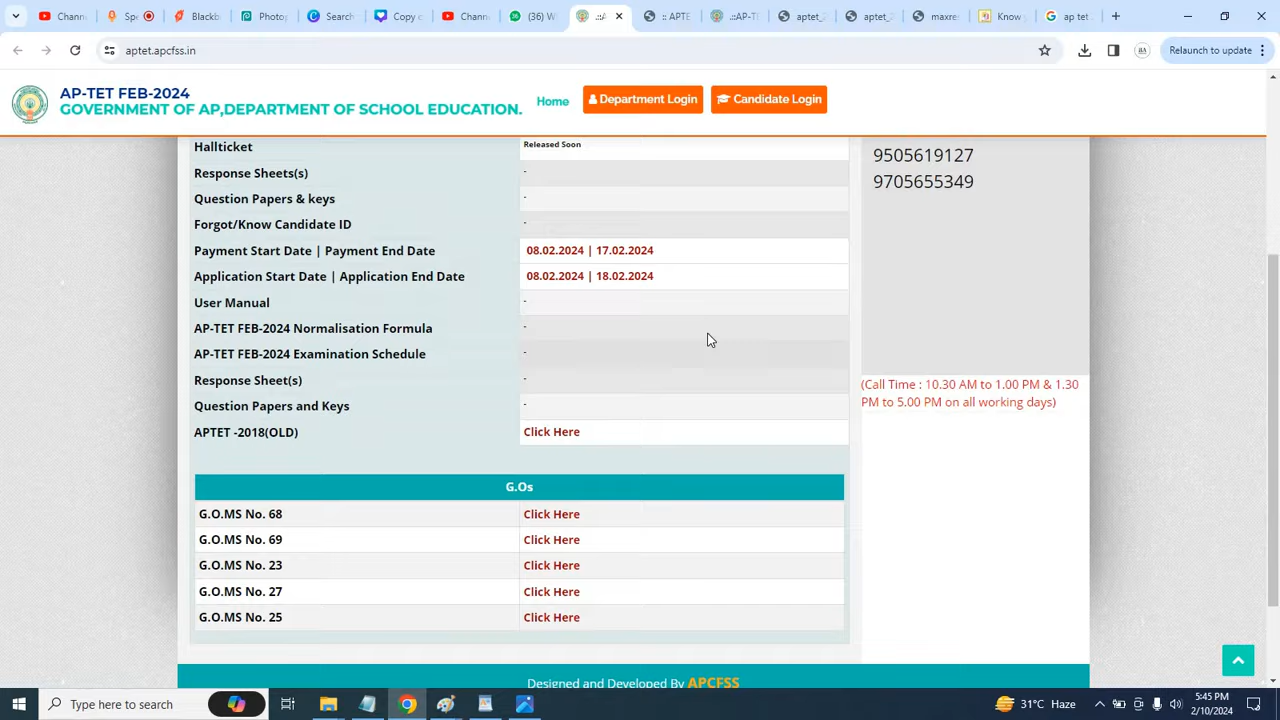 Channe
Spe
Blackb
Photo
Search
Copy c
Channe
(36) W
.::A
:: APTE
.::AP-T
aptet_
aptet_
maxre
Know
ap tet
aptet.apcfss.in
Relaunch to update
AP-TET FEB-2024
GOVERNMENT OF AP,DEPARTMENT OF SCHOOL EDUCATION.
Home
Department Login
Candidate Login
Hallticket Released Soon
Response Sheets(s) -
Question Papers & keys -
Forgot/Know Candidate ID -
Payment Start Date | Payment End Date 08.02.2024 | 17.02.2024
Application Start Date | Application End Date 08.02.2024 | 18.02.2024
User Manual -
AP-TET FEB-2024 Normalisation Formula -
AP-TET FEB-2024 Examination Schedule -
Response Sheet(s) -
Question Papers and Keys -
APTET -2018(OLD) Click Here
9505619127
9705655349
(Call Time : 10.30 AM to 1.00 PM & 1.30
PM to 5.00 PM on all working days)
G.Os
G.O.MS No. 68 Click Here
G.O.MS No. 69 Click Here
G.O.MS No. 23 Click Here
G.O.MS No. 27 Click Here
G.O.MS No. 25 Click Here
Designed and Developed By APCFSS
Type here to search
31°C Haze
5:45 PM
2/10/2024